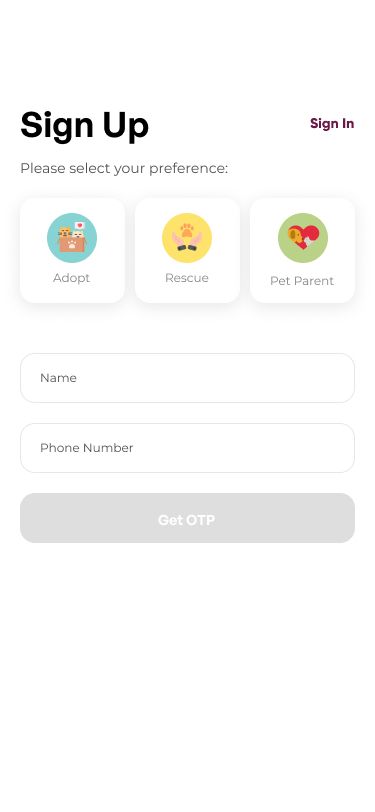 Sign Up
Sign In
Please select your preference:
Adopt
Rescue
Pet Parent
Name
Phone Number
Get OTP